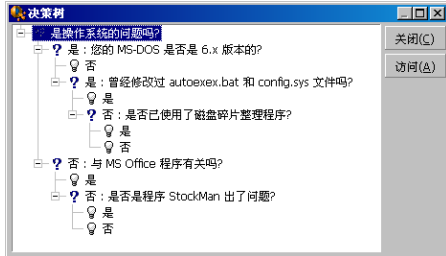 决策树
是操作系统的问题吗?
关闭(C)
? 是：您的 MS-DOS 是否是 6.x 版本的?
否
访问(A)
? 是：曾经修改过 autoexex.bat 和 config.sys 文件吗?
是
? 否：是否已使用了磁盘碎片整理程序?
是
否
? 否：与 MS Office 程序有关吗?
是
? 否：是否是程序 StockMan 出了问题?
是
否